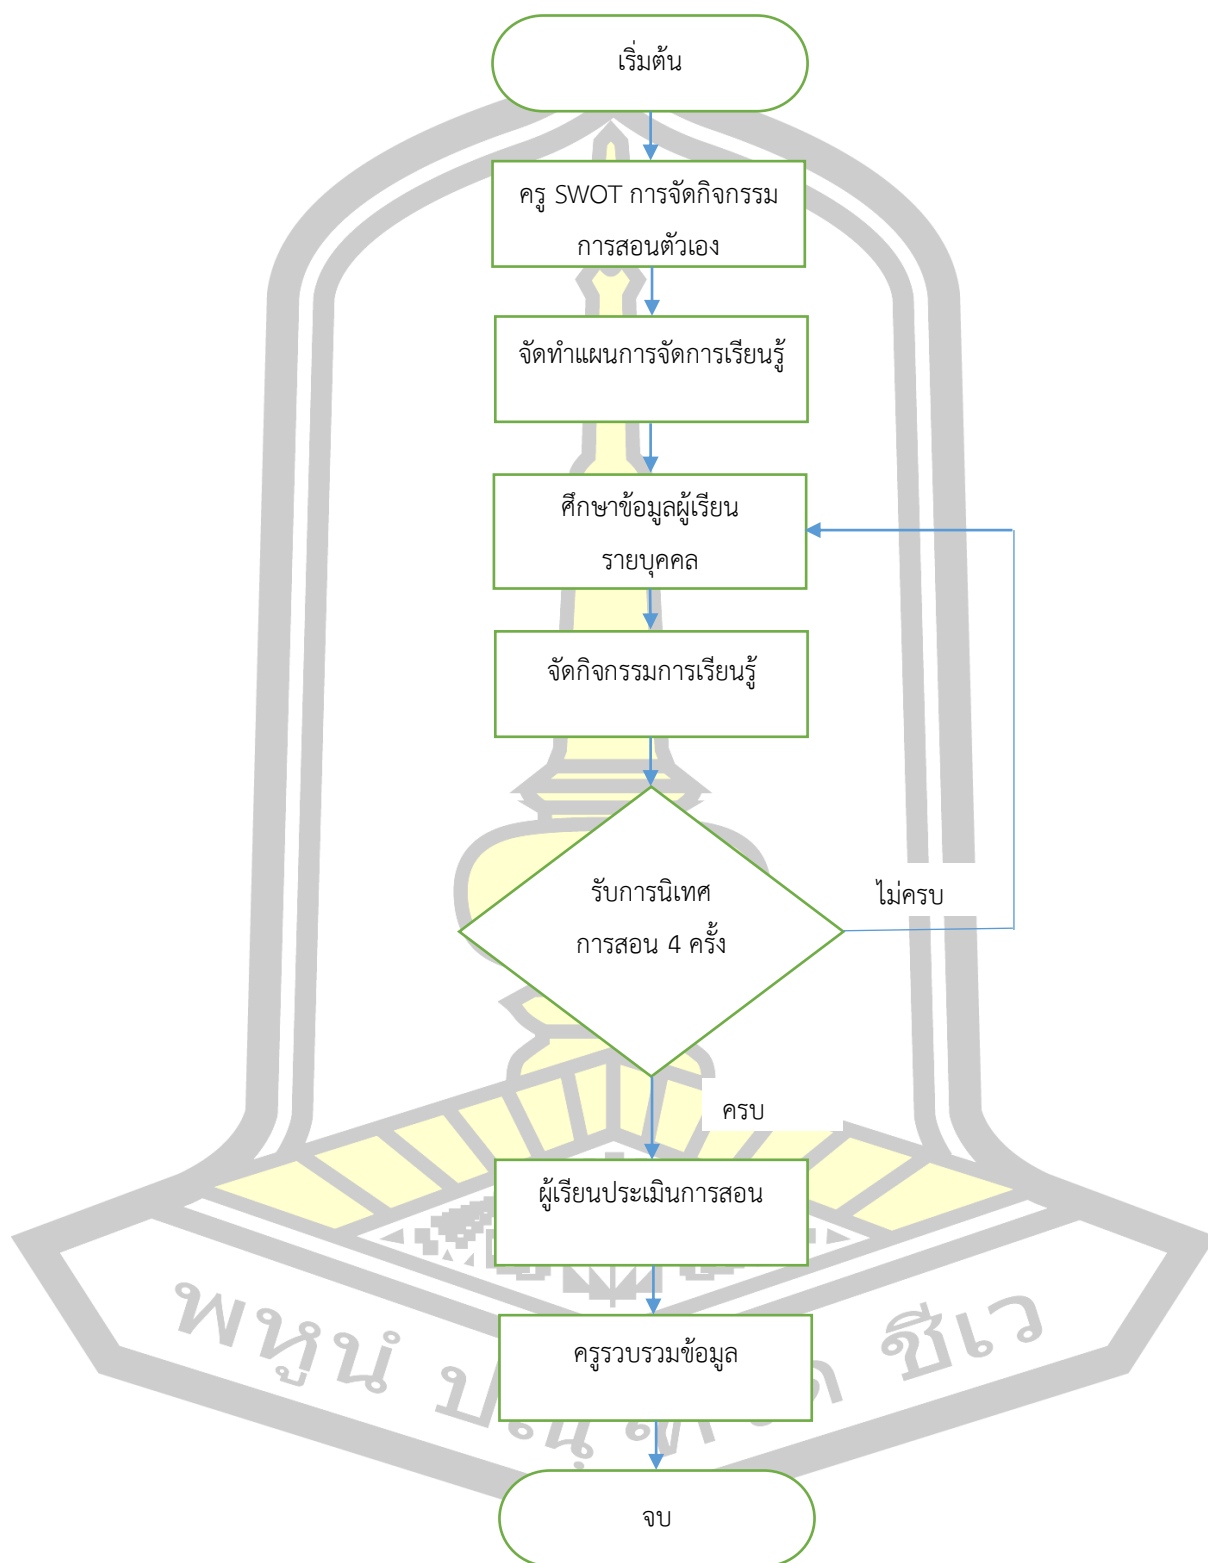 เริ่มต้น
ครู SWOT การจัดกิจกรรม
การสอนตัวเอง
จัดทำแผนการจัดการเรียนรู้
ศึกษาข้อมูลผู้เรียน
รายบุคคล
จัดกิจกรรมการเรียนรู้
รับการนิเทศ
การสอน 4 ครั้ง
ไม่ครบ
ครบ
ผู้เรียนประเมินการสอน
ครูรวบรวมข้อมูล
พหูนํ
ชีเว
จบ